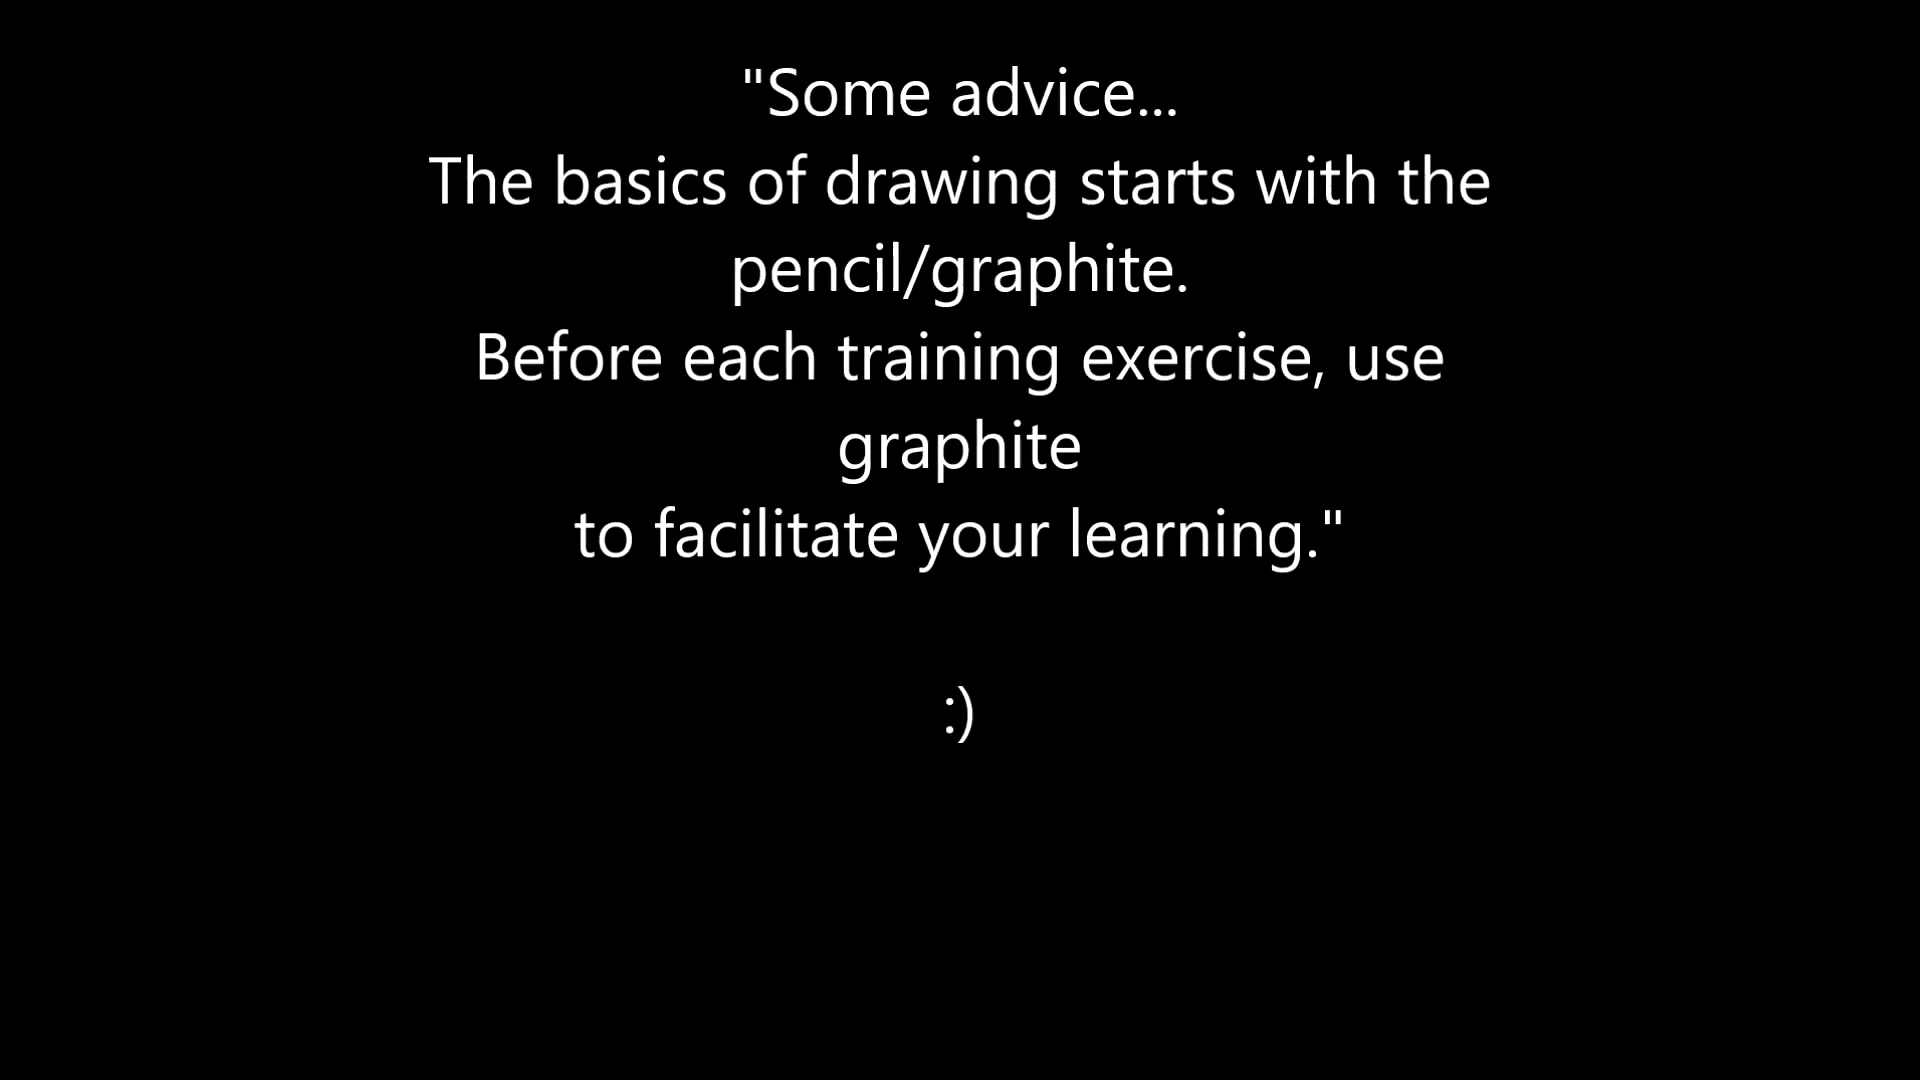 "Some advice...
The basics of drawing starts with the
pencil/graphite.
Before each training exercise, use
graphite
to facilitate your learning."
:)